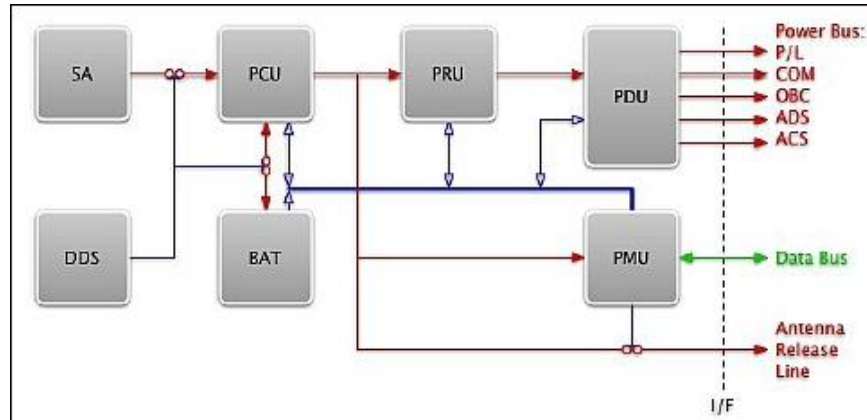 SA
PCU
PRU
PDU
Power Bus:
P/L
COM
OBC
ADS
ACS
DDS
BAT
PMU
Data Bus
Antenna
Release
Line
I/F